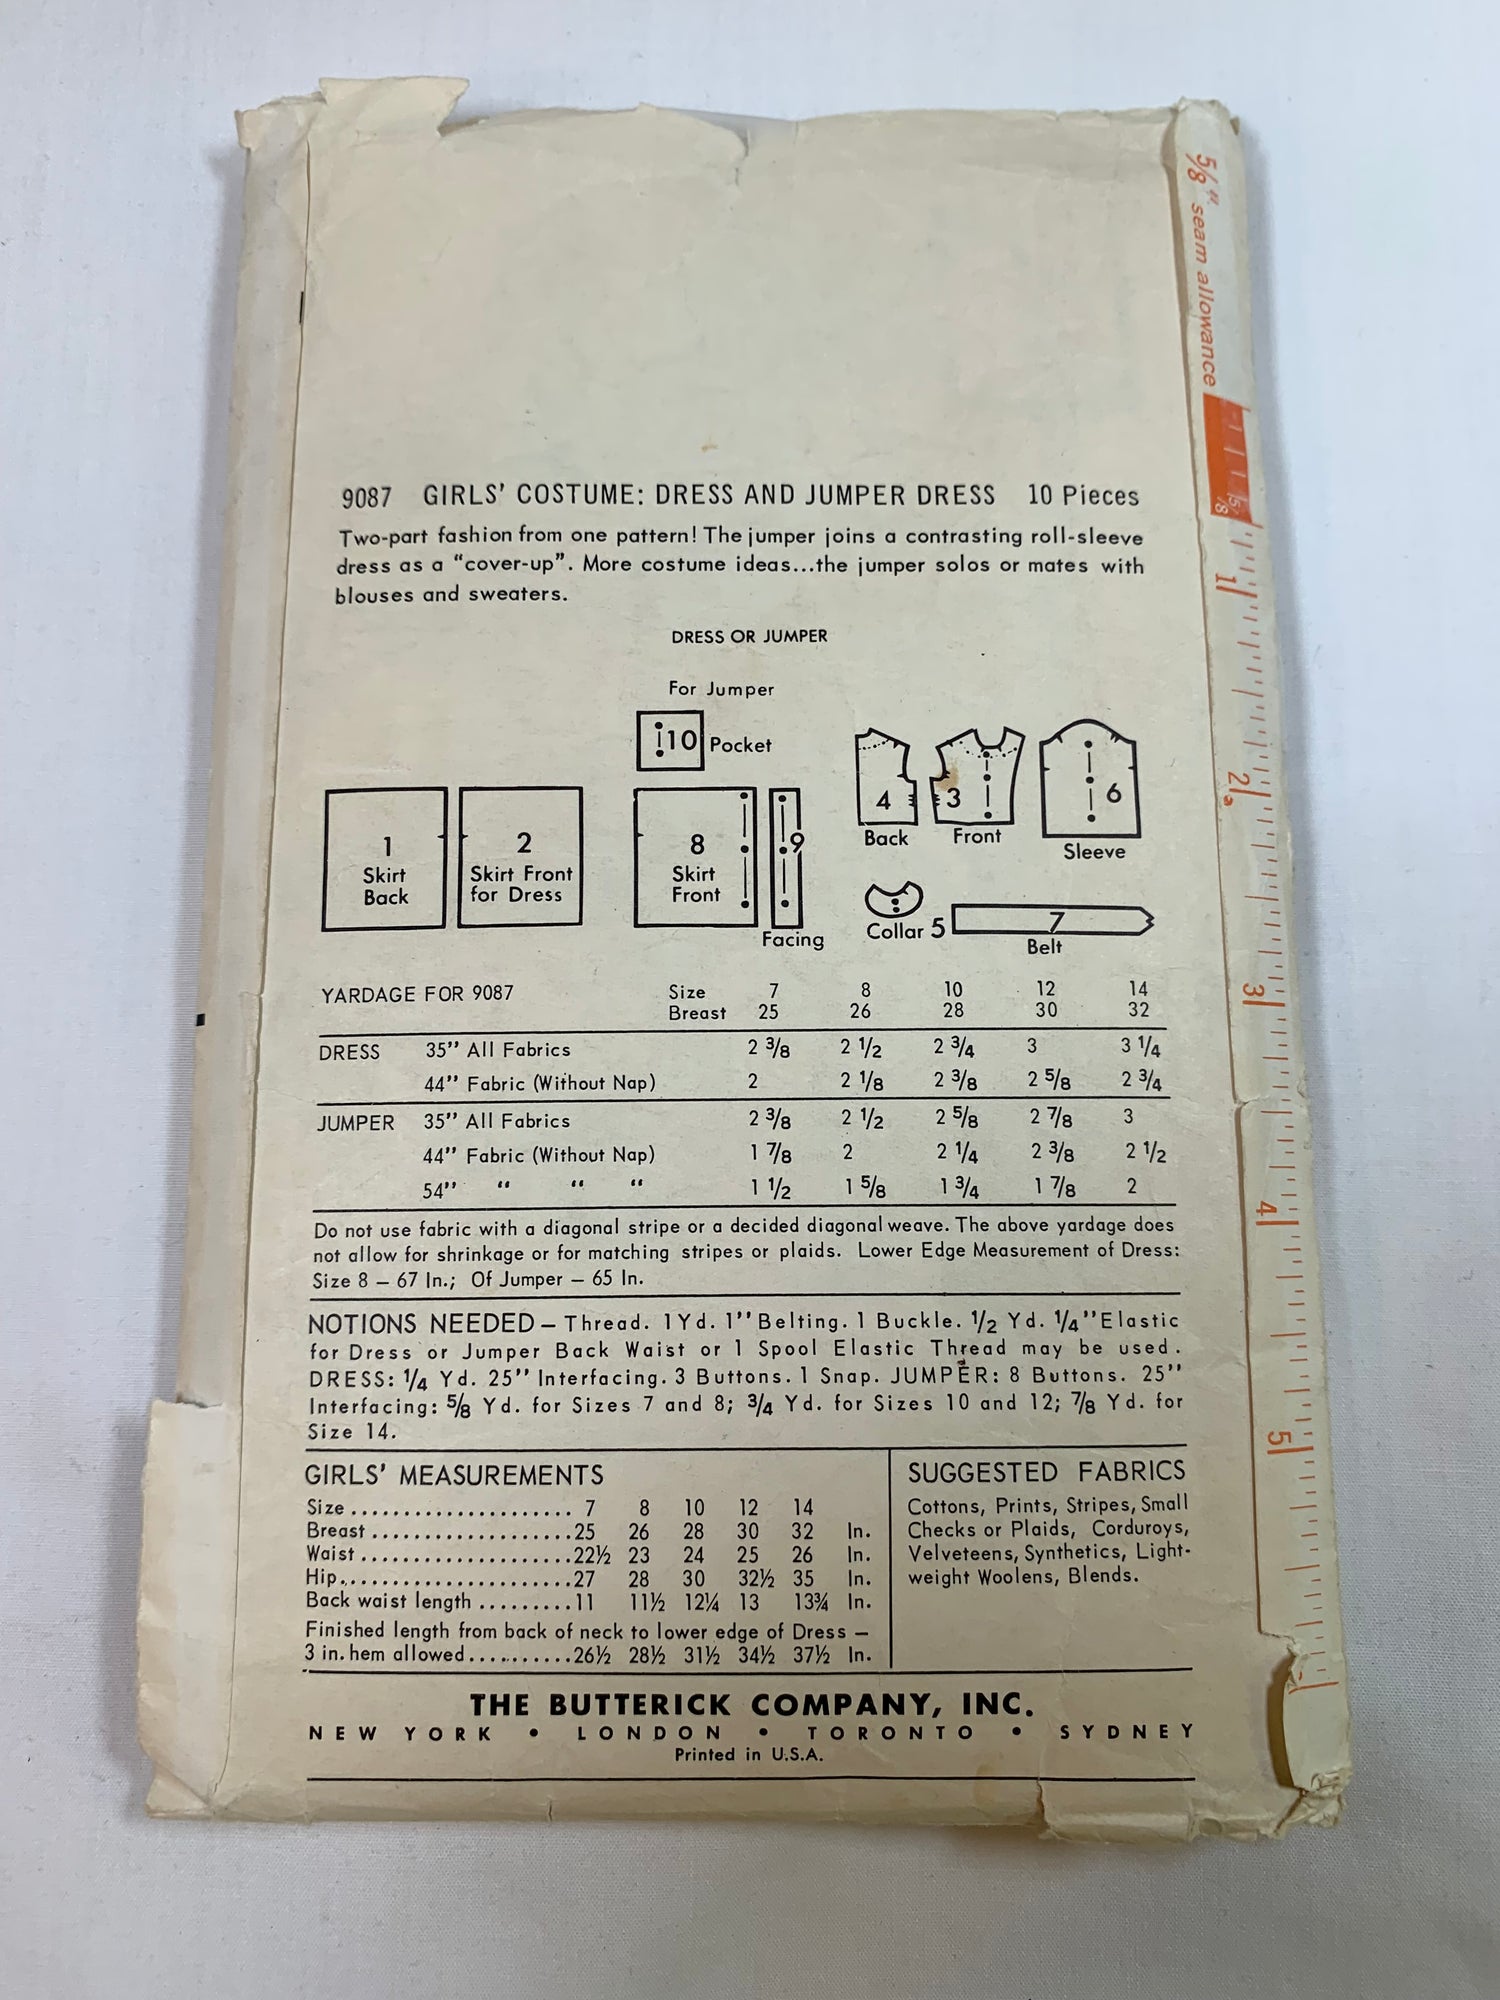 9087 GIRLS' COSTUME: DRESS AND JUMPER DRESS 10 Pieces
Two-part fashion from one pattern! The jumper joins a contrasting roll-sleeve
dress as a "cover-up". More costume ideas...the jumper solos or mates with
blouses and sweaters.
DRESS OR JUMPER
For Jumper
10 Pocket
1 Skirt Back
2 Skirt Front for Dress
8 Skirt Front
9 Facing
4 Back
3 Front
6 Sleeve
Collar 5
7 Belt
YARDAGE FOR 9087 Size 7 8 10 12 14
Breast 25 26 28 30 32
DRESS 35" All Fabrics 2 3/8 2 1/2 2 3/4 3 3 1/4
44" Fabric (Without Nap) 2 2 1/8 2 3/8 2 5/8 2 3/4
JUMPER 35" All Fabrics 2 3/8 2 1/2 2 5/8 2 7/8 3
44" Fabric (Without Nap) 1 7/8 2 2 1/4 2 3/8 2 1/2
54" " " " 1 1/2 1 5/8 1 3/4 1 7/8 2
Do not use fabric with a diagonal stripe or a decided diagonal weave. The above yardage does
not allow for shrinkage or for matching stripes or plaids. Lower Edge Measurement of Dress:
Size 8 – 67 In.; Of Jumper – 65 In.
NOTIONS NEEDED – Thread. 1 Yd. 1" Belting. 1 Buckle. 1/2 Yd. 1/4" Elastic
for Dress or Jumper Back Waist or 1 Spool Elastic Thread may be used.
DRESS: 1/4 Yd. 25" Interfacing. 3 Buttons. 1 Snap. JUMPER: 8 Buttons. 25"
Interfacing: 5/8 Yd. for Sizes 7 and 8; 3/4 Yd. for Sizes 10 and 12; 7/8 Yd. for
Size 14.
GIRLS' MEASUREMENTS
Size ..................... 7 8 10 12 14
Breast ...................25 26 28 30 32 In.
Waist ....................22½ 23 24 25 26 In.
Hip.......................27 28 30 32½ 35 In.
Back waist length .........11 11½ 12¼ 13 13¾ In.
Finished length from back of neck to lower edge of Dress –
3 in. hem allowed..........26½ 28½ 31½ 34½ 37½ In.
SUGGESTED FABRICS
Cottons, Prints, Stripes, Small
Checks or Plaids, Corduroys,
Velveteens, Synthetics, Light-
weight Woolens, Blends.
THE BUTTERICK COMPANY, INC.
NEW YORK • LONDON • TORONTO • SYDNEY
Printed in U.S.A.
5/8" seam allowance
5/8
1
2
3
4
5